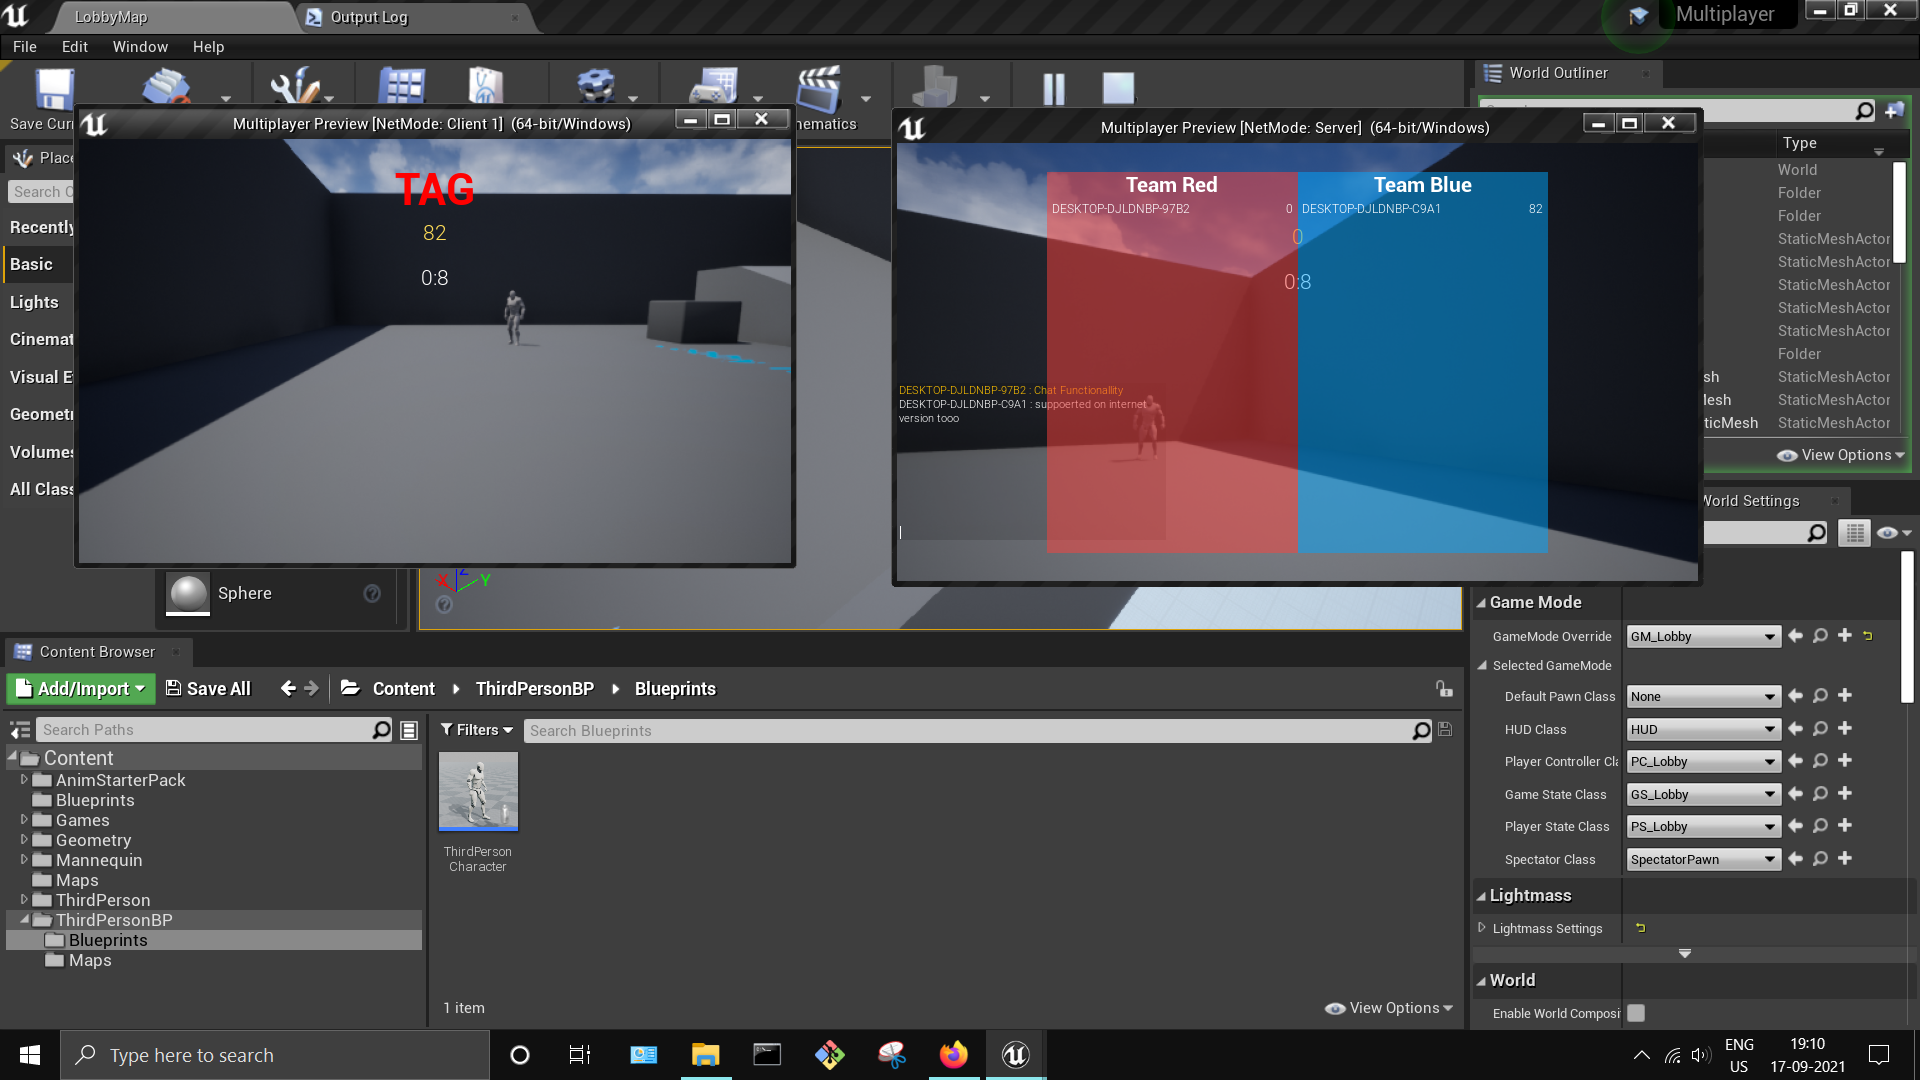 LobbyMap
Output Log
Multiplayer
File
Edit
Window
Help
Save Curr
nematics
World Outliner
Multiplayer Preview [NetMode: Client 1] (64-bit/Windows)
Multiplayer Preview [NetMode: Server] (64-bit/Windows)
Type
World
Folder
Folder
StaticMeshActor
StaticMeshActor
StaticMeshActor
StaticMeshActor
StaticMeshActor
Folder
sh
StaticMeshActor
Mesh
StaticMeshActor
ticMesh
StaticMeshActor
View Options
Place
Search C
Recently
Basic
Lights
Cinemat
Visual E
Geometr
Volumes
All Class
TAG
82
0:8
Team Red
Team Blue
DESKTOP-DJLDNBP-97B2
0
DESKTOP-DJLDNBP-C9A1
82
0
0:8
DESKTOP-DJLDNBP-97B2 : Chat Functionallity
DESKTOP-DJLDNBP-C9A1 : suppoerted on internet
version tooo
Sphere
X
Z
Y
World Settings
Game Mode
GameMode Override
GM_Lobby
Selected GameMode
Default Pawn Class
None
HUD Class
HUD
Player Controller Cla
PC_Lobby
Game State Class
GS_Lobby
Player State Class
PS_Lobby
Spectator Class
SpectatorPawn
Lightmass
Lightmass Settings
World
Enable World Composi
Content Browser
Add/Import
Save All
Content
ThirdPersonBP
Blueprints
Search Paths
Filters
Search Blueprints
Content
AnimStarterPack
Blueprints
Games
Geometry
Mannequin
Maps
ThirdPerson
ThirdPersonBP
Blueprints
Maps
ThirdPerson
Character
1 item
View Options
Type here to search
ENG
US
19:10
17-09-2021